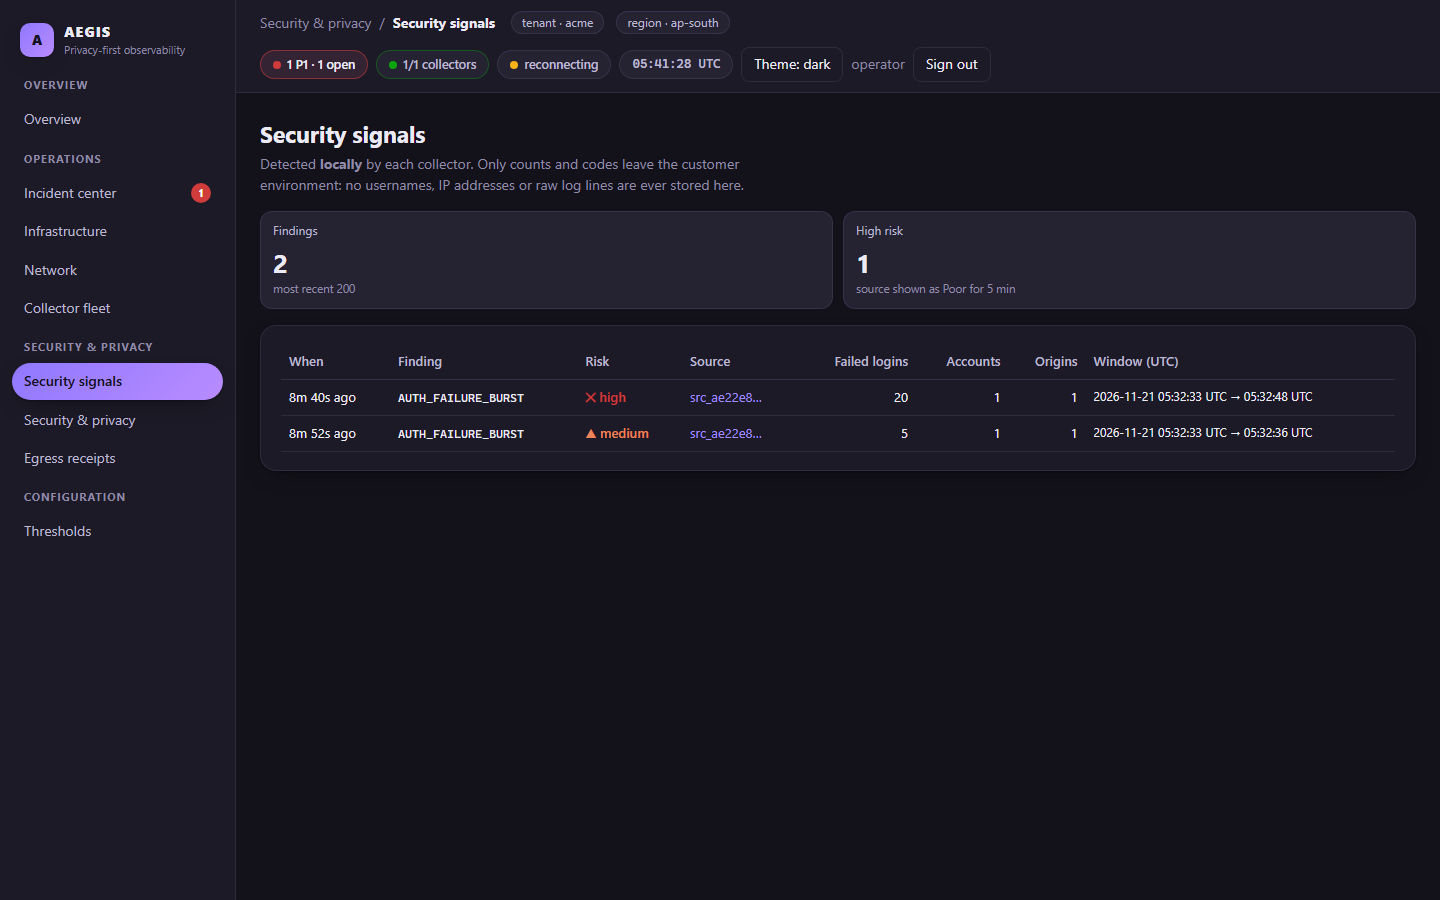 A
AEGIS
Privacy-first observability
OVERVIEW
Overview
OPERATIONS
Incident center 1
Infrastructure
Network
Collector fleet
SECURITY & PRIVACY
Security signals
Security & privacy
Egress receipts
CONFIGURATION
Thresholds
Security & privacy / Security signals tenant · acme region · ap-south
1 P1 · 1 open 1/1 collectors reconnecting 05:41:28 UTC Theme: dark operator Sign out
Security signals
Detected locally by each collector. Only counts and codes leave the customer
environment: no usernames, IP addresses or raw log lines are ever stored here.
Findings
2
most recent 200
High risk
1
source shown as Poor for 5 min
When Finding Risk Source Failed logins Accounts Origins Window (UTC)
8m 40s ago AUTH_FAILURE_BURST high src_ae22e8… 20 1 1 2026-11-21 05:32:33 UTC → 05:32:48 UTC
8m 52s ago AUTH_FAILURE_BURST medium src_ae22e8… 5 1 1 2026-11-21 05:32:33 UTC → 05:32:36 UTC